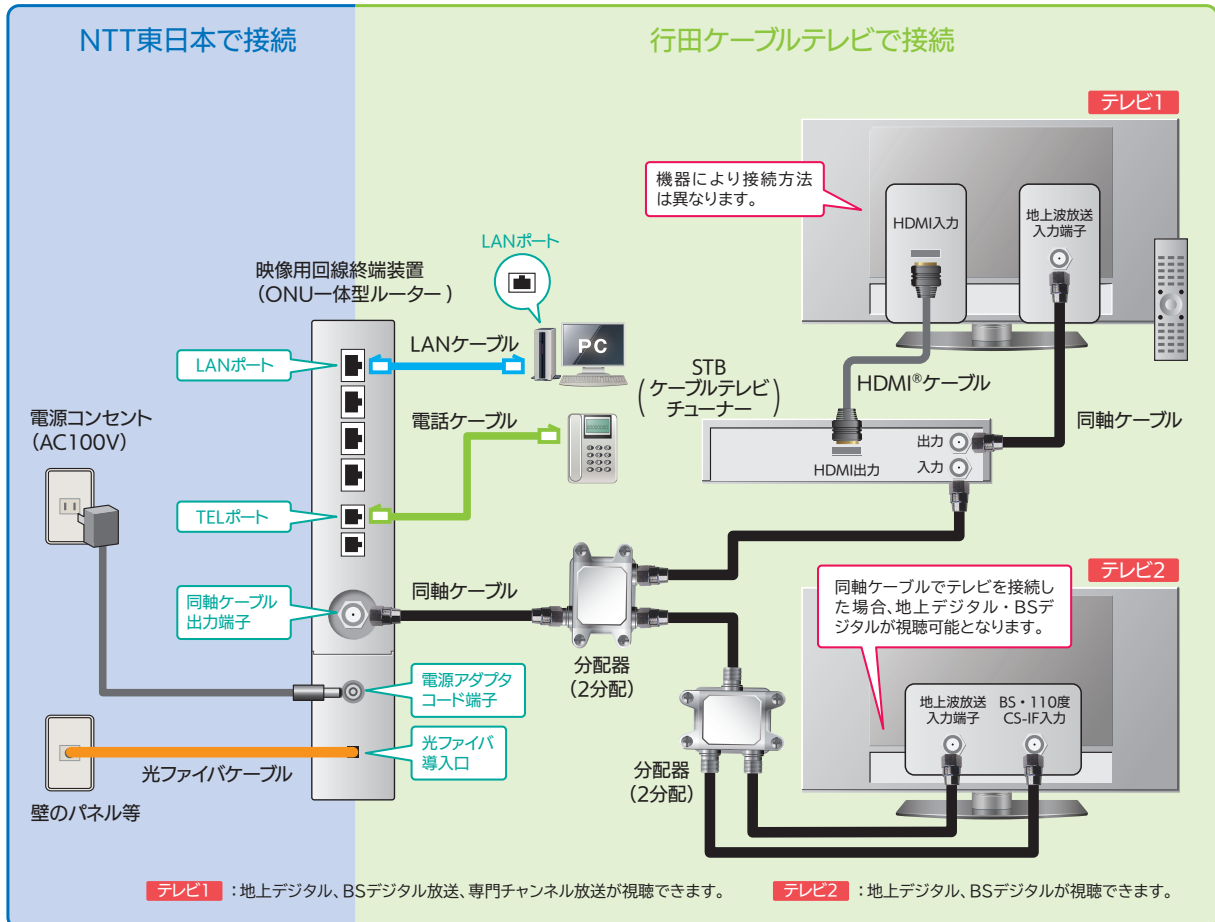 NTT東日本で接続
行田ケーブルテレビで接続
テレビ1
機器により接続方法
は異なります。
HDMI入力
地上波放送
入力端子
LANポート
映像用回線終端装置
(ONU一体型ルーター)
LANポート
LANケーブル
PC
STB
(ケーブルテレビ
チューナー)
HDMI®ケーブル
同軸ケーブル
電源コンセント
(AC100V)
電話ケーブル
出力
入力
HDMI出力
TELポート
テレビ2
同軸ケーブルでテレビを接続し
た場合、地上デジタル・BSデ
ジタルが視聴可能となります。
同軸ケーブル
出力端子
同軸ケーブル
分配器
(2分配)
電源アダプタ
コード端子
地上波放送
入力端子
BS・110度
CS-IF入力
光ファイバ
導入口
光ファイバケーブル
分配器
(2分配)
壁のパネル等
テレビ1 :地上デジタル、BSデジタル放送、専門チャンネル放送が視聴できます。
テレビ2 :地上デジタル、BSデジタルが視聴できます。